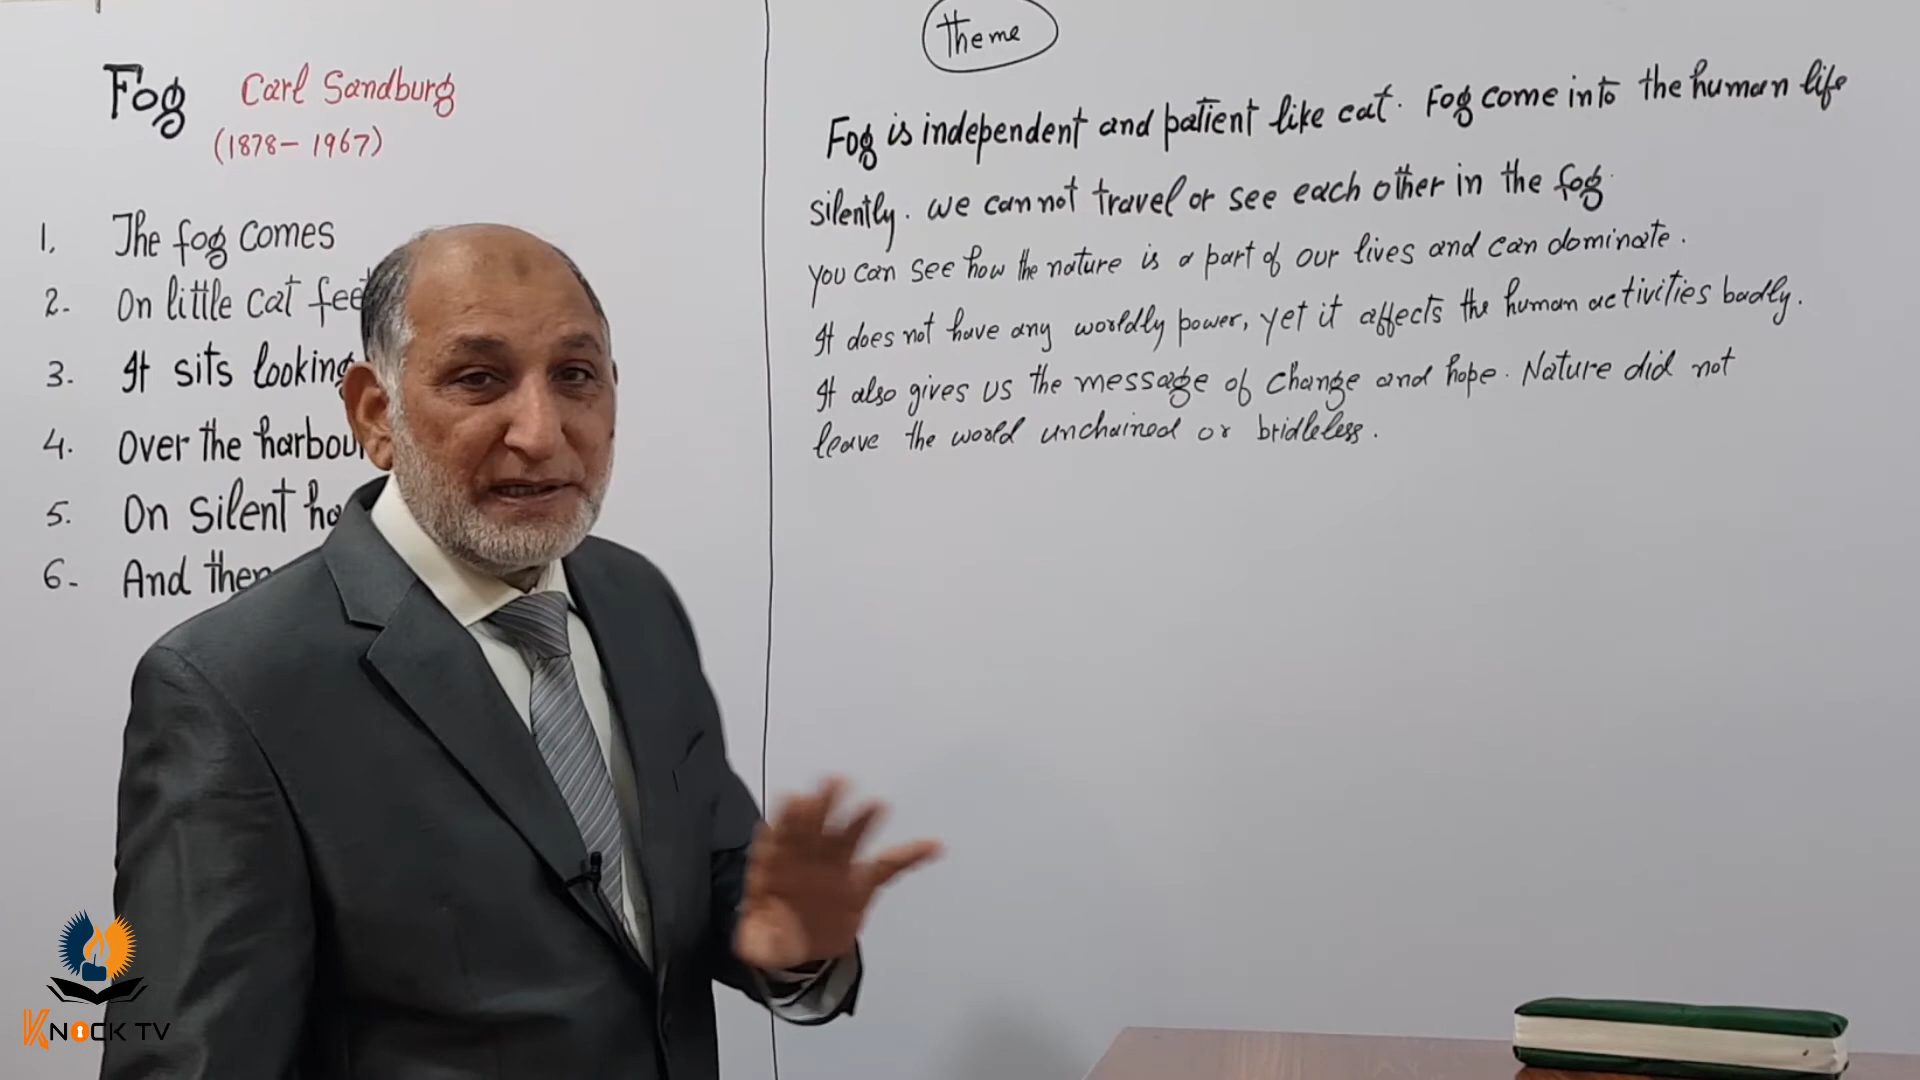 Fog Carl Sandburg
(1878-1967)
1. The fog comes
2. On little cat
3. It sits looking
4. Over the
5. On silent
6. And
Theme
Fog is independent and patient like cat. Fog come into the human life
silently. we cannot travel or see each other in the fog.
you can see how the nature is a part of our lives and can dominate.
It does not have any worldly power, yet it affects the human activities badly.
It also gives us the message of change and hope. Nature did not
leave the world unchained or bridleless.
KNOCK TV